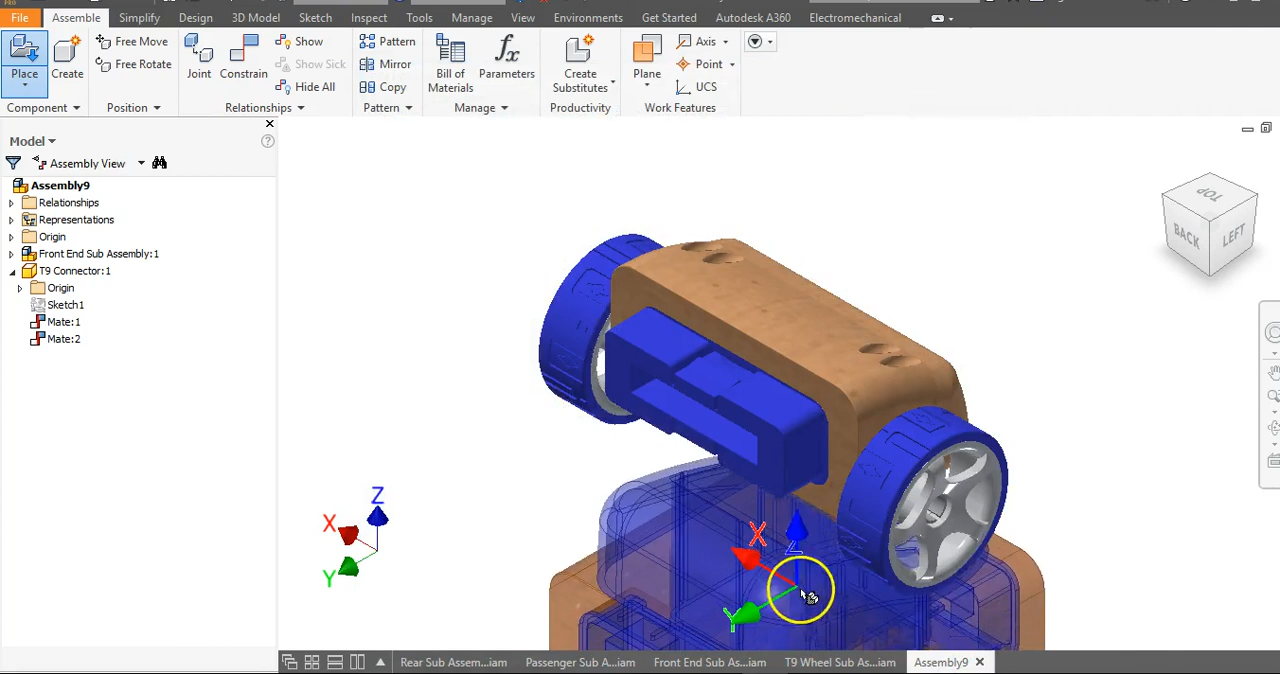 File Assemble Simplify Design 3D Model Sketch Inspect Tools Manage View Environments Get Started Autodesk A360 Electromechanical
Place Create Free Move Free Rotate Joint Constrain Show Show Sick Hide All Pattern Mirror Copy Bill of Materials fx Parameters Create Substitutes Plane Axis Point UCS
Component Position Relationships Pattern Manage Productivity Work Features
Model
Assembly View
Assembly9
Relationships
Representations
Origin
Front End Sub Assembly:1
T9 Connector:1
Origin
Sketch1
Mate:1
Mate:2
TOP
BACK LEFT
Z
X
Y
X
Z
Y
Rear Sub Assem...iam Passenger Sub A...iam Front End Sub As...iam T9 Wheel Sub As...iam Assembly9